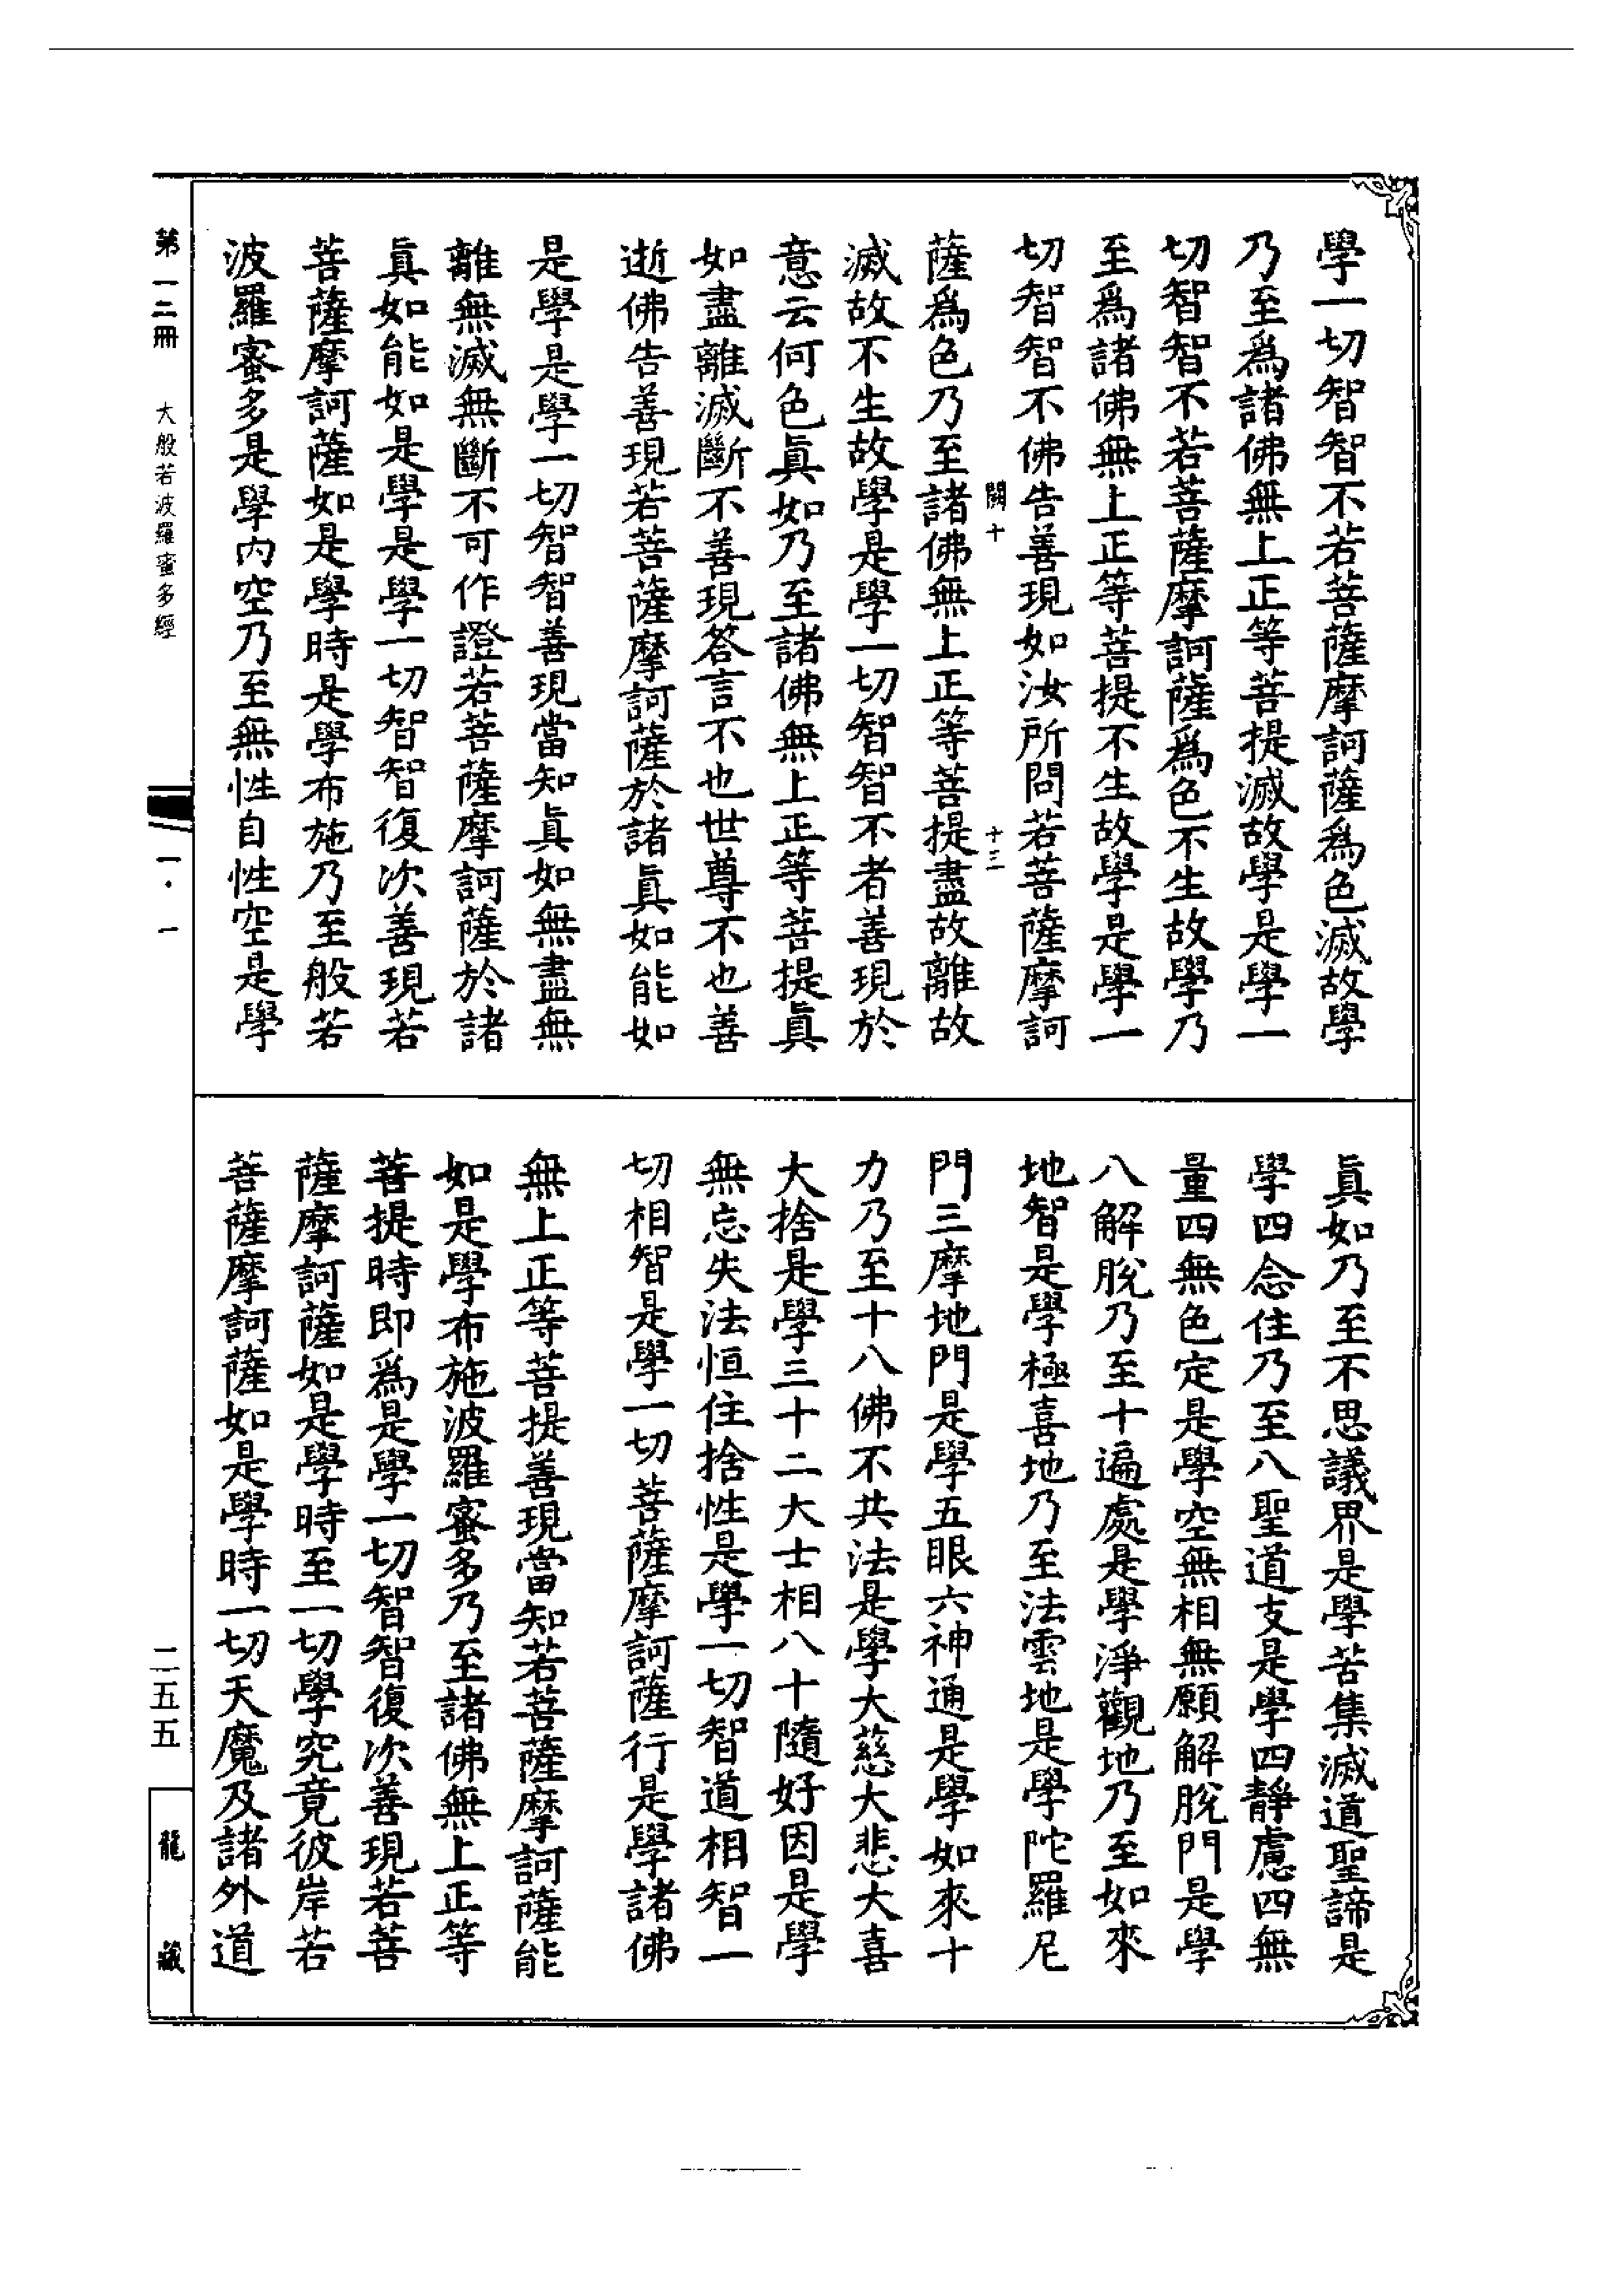 學一切智智不若菩薩摩訶薩爲色滅故學
乃至爲諸佛無上正等菩提滅故學是學一
切智智不若菩薩摩訶薩爲色不生故學乃
至爲諸佛無上正等菩提不生故學是學一
切智智不佛告善現如汝所問若菩薩摩訶
闕十 十三
薩爲色乃至諸佛無上正等菩提盡故離故
滅故不生故學是學一切智智不者善現於
意云何色眞如乃至諸佛無上正等菩提眞
如盡離滅斷不善現答言不也世尊不也善
逝佛告善現若菩薩摩訶薩於諸眞如能如
是學是學一切智智善現當知眞如無盡無
離無滅無斷不可作證若菩薩摩訶薩於諸
眞如能如是學是學一切智智復次善現若
菩薩摩訶薩如是學時是學布施乃至般若
波羅蜜多是學內空乃至無性自性空是學
眞如乃至不思議界是學苦集滅道聖諦是
學四念住乃至八聖道支是學四靜慮四無
量四無色定是學空無相無願解脫門是學
八解脫乃至十遍處是學淨觀地乃至如來
地智是學極喜地乃至法雲地是學陀羅尼
門三摩地門是學五眼六神通是學如來十
力乃至十八佛不共法是學大慈大悲大喜
大捨是學三十二大士相八十隨好因是學
無忘失法恒住捨性是學一切智道相智一
切相智是學一切菩薩摩訶薩行是學諸佛
無上正等菩提善現當知若菩薩摩訶薩能
如是學布施波羅蜜多乃至諸佛無上正等
菩提時即爲是學一切智智復次善現若菩
薩摩訶薩如是學時至一切學究竟彼岸若
菩薩摩訶薩如是學時一切天魔及諸外道
第一二冊 大般若波羅蜜多經 一·一 二五五 龍藏